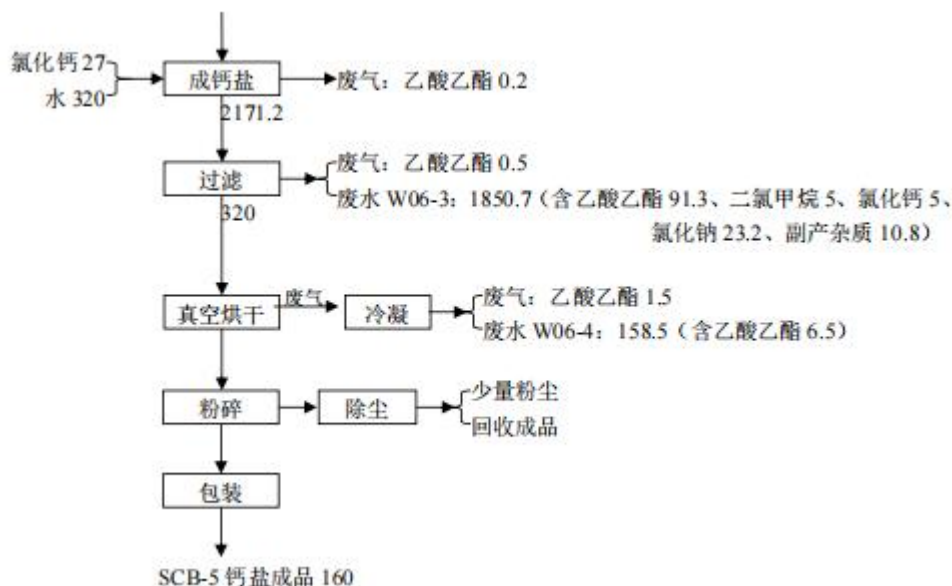 氯化钙 27
水 320
成钙盐
废气：乙酸乙酯 0.2
2171.2
过滤
废气：乙酸乙酯 0.5
废水 W06-3：1850.7（含乙酸乙酯 91.3、二氯甲烷 5、氯化钙 5、
氯化钠 23.2、副产杂质 10.8）
320
真空烘干
废气
冷凝
废气：乙酸乙酯 1.5
废水 W06-4：158.5（含乙酸乙酯 6.5）
粉碎
除尘
少量粉尘
回收成品
包装
SCB-5 钙盐成品 160